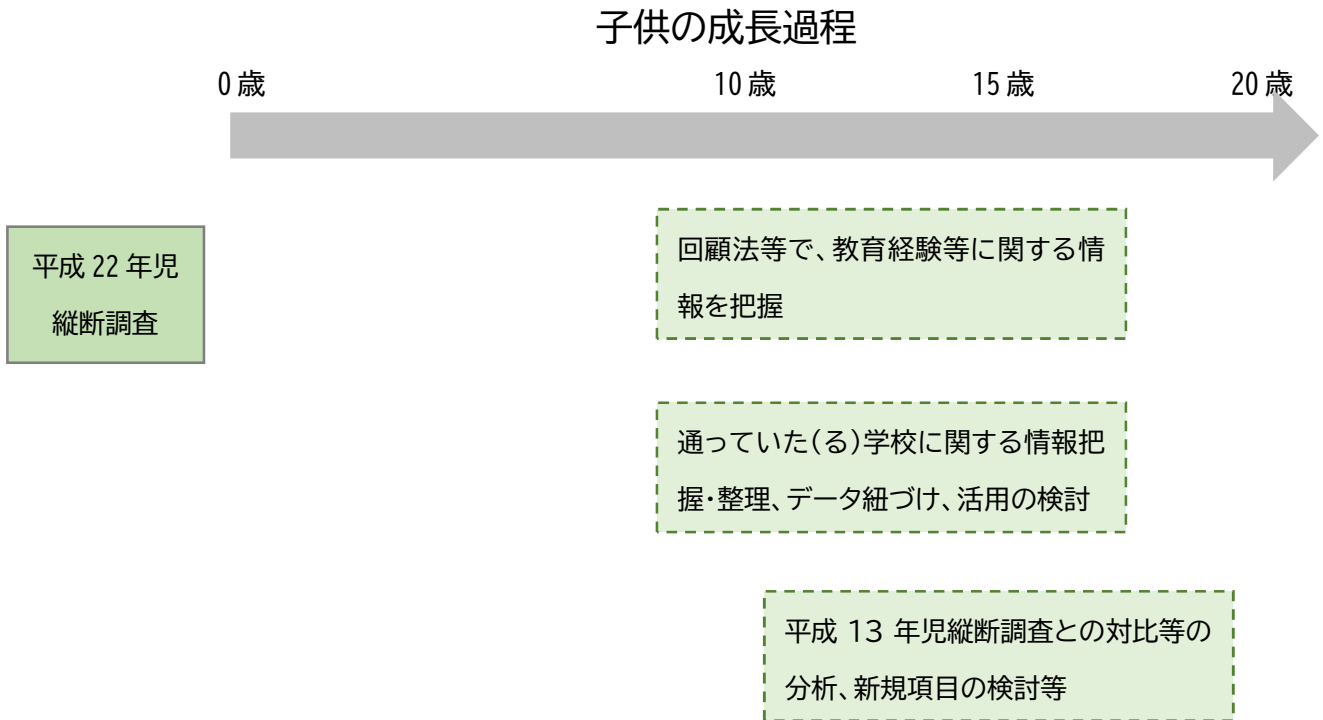 子供の成長過程
0歳 10歳 15歳 20歳
平成 22 年児
縦断調査
回顧法等で、教育経験等に関する情
報を把握
通っていた(る)学校に関する情報把
握・整理、データ紐づけ、活用の検討
平成 13 年児縦断調査との対比等の
分析、新規項目の検討等